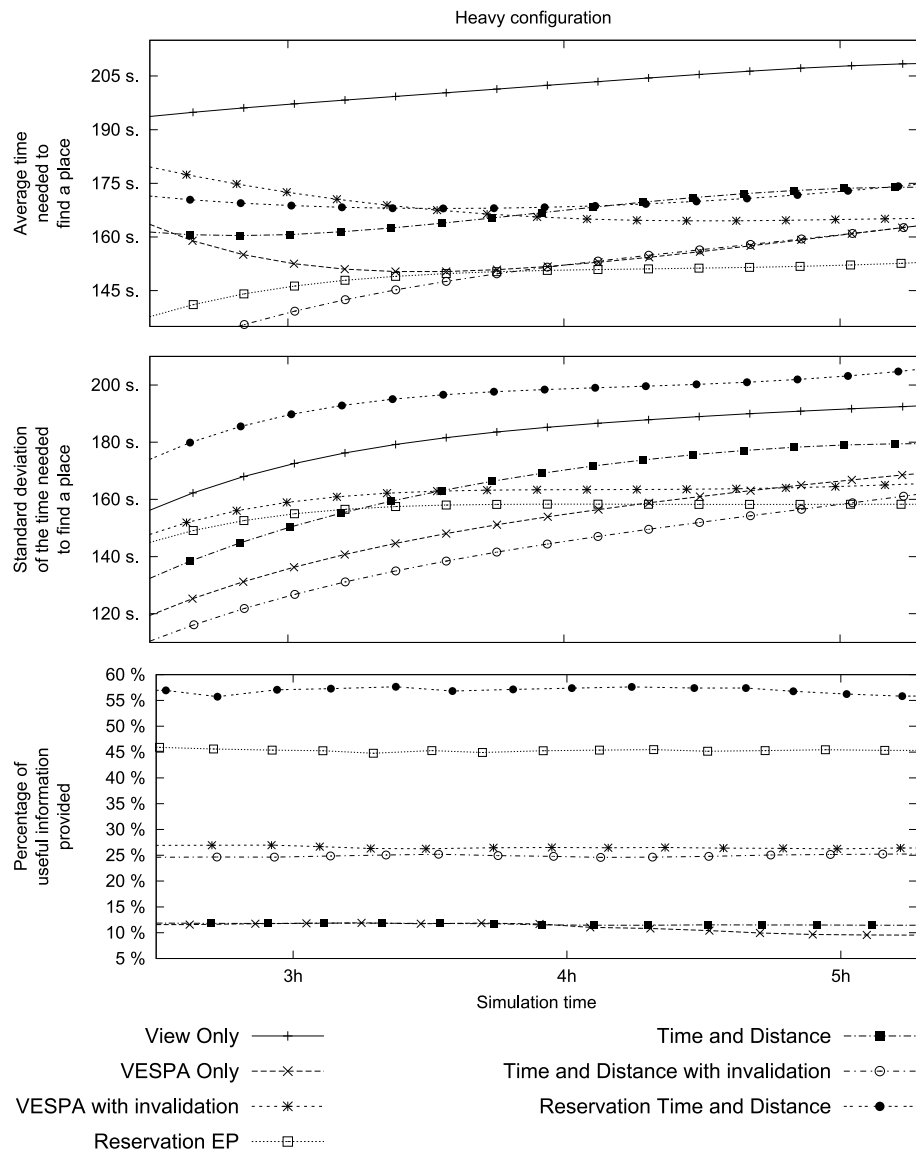 Heavy configuration
Average time
needed to
find a place
205 s.
190 s.
175 s.
160 s.
145 s.
Standard deviation
of the time needed
to find a place
200 s.
180 s.
160 s.
140 s.
120 s.
Percentage of
useful information
provided
60 %
55 %
50 %
45 %
40 %
35 %
30 %
25 %
20 %
15 %
10 %
5 %
3h
4h
5h
Simulation time
View Only
VESPA Only
VESPA with invalidation
Reservation EP
Time and Distance
Time and Distance with invalidation
Reservation Time and Distance